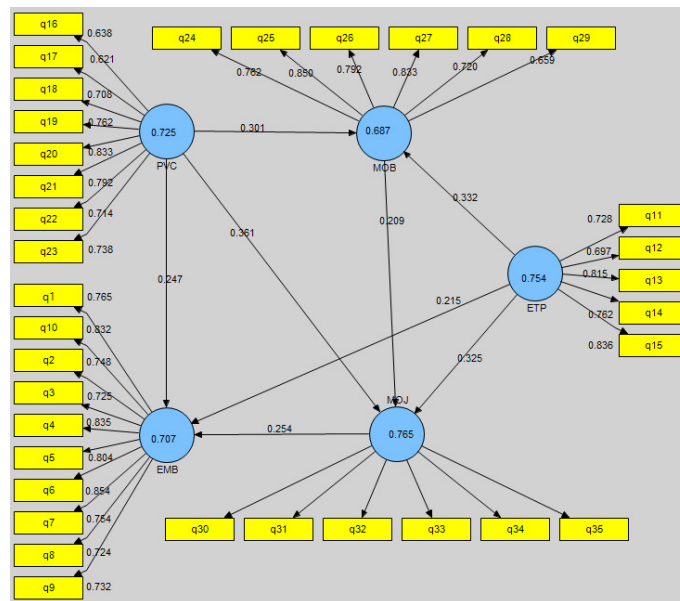 q16
0.638
q17
0.621
q18
0.708
q19
0.762
q20
0.833
q21
0.792
q22
0.714
q23
0.738
q24
q25
q26
q27
q28
q29
0.762
0.850
0.792
0.833
0.720
0.659
0.725
PVC
0.301
0.687
MOB
0.332
0.209
0.361
0.247
0.728
q11
0.697
q12
0.815
q13
q14
0.762
0.836
q15
0.754
ETP
0.215
0.325
q1
0.765
q10
0.832
q2
0.748
q3
0.725
q4
0.835
q5
0.804
q6
0.854
q7
0.754
q8
0.724
q9
0.732
0.707
EMB
0.254
MOJ
0.765
q30
q31
q32
q33
q34
q35